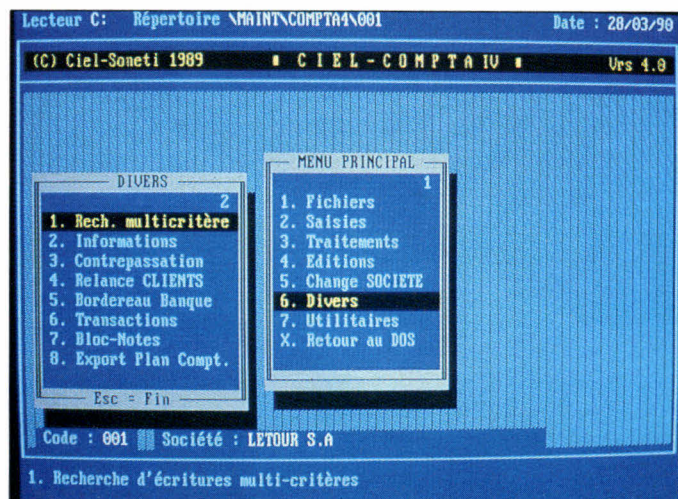 Lecteur C: Répertoire \MAINT\COMPTA4\001 Date : 28/03/90
(C) Ciel-Someti 1989 ∎ C I E L - C O M P T A IV ∎ Vrs 4.0
DIVERS
2
1. Rech. multicritère
2. Informations
3. Contrepassation
4. Relance CLIENTS
5. Bordereau Banque
6. Transactions
7. Bloc-Notes
8. Export Plan Compt.
Esc = Fin
MENU PRINCIPAL
1
1. Fichiers
2. Saisies
3. Traitements
4. Editions
5. Change SOCIETE
6. Divers
7. Utilitaires
X. Retour au DOS
Code : 001 Société : LETOUR S.A
1. Recherche d'écritures multi-critères